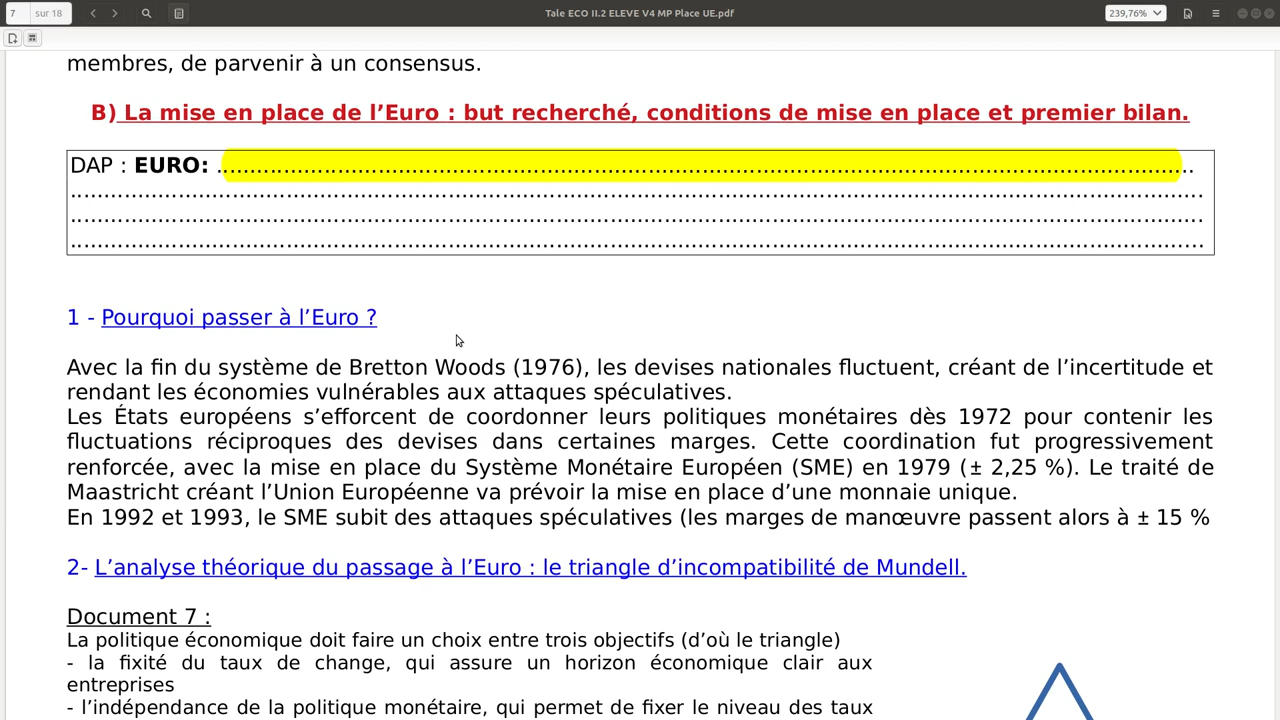 7 sur 18
Tale ECO II.2 ELEVE V4 MP Place UE.pdf
239,76%
membres, de parvenir à un consensus.
B) La mise en place de l’Euro : but recherché, conditions de mise en place et premier bilan.
DAP : EURO: ..........................................................................................................................................
..........................................................................................................................................................
..........................................................................................................................................................
..........................................................................................................................................................
1 - Pourquoi passer à l’Euro ?
Avec la fin du système de Bretton Woods (1976), les devises nationales fluctuent, créant de l’incertitude et
rendant les économies vulnérables aux attaques spéculatives.
Les États européens s’efforcent de coordonner leurs politiques monétaires dès 1972 pour contenir les
fluctuations réciproques des devises dans certaines marges. Cette coordination fut progressivement
renforcée, avec la mise en place du Système Monétaire Européen (SME) en 1979 (± 2,25 %). Le traité de
Maastricht créant l’Union Européenne va prévoir la mise en place d’une monnaie unique.
En 1992 et 1993, le SME subit des attaques spéculatives (les marges de manœuvre passent alors à ± 15 %
2- L’analyse théorique du passage à l’Euro : le triangle d’incompatibilité de Mundell.
Document 7 :
La politique économique doit faire un choix entre trois objectifs (d’où le triangle)
- la fixité du taux de change, qui assure un horizon économique clair aux
entreprises
- l’indépendance de la politique monétaire, qui permet de fixer le niveau des taux